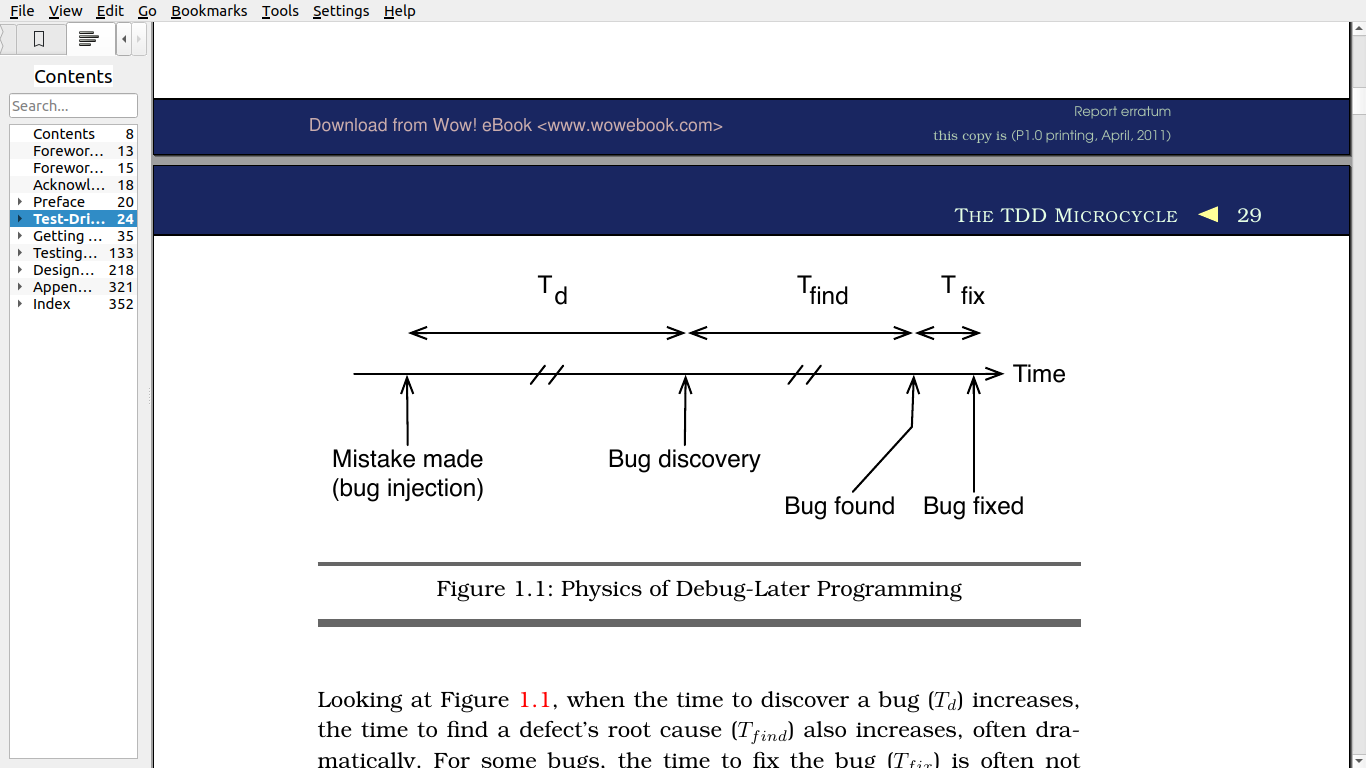 File View Edit Go Bookmarks Tools Settings Help
Contents
Search...
Contents 8
Forewor... 13
Forewor... 15
Acknowl... 18
Preface 20
Test-Dri... 24
Getting ... 35
Testing... 133
Design... 218
Appen... 321
Index 352
Download from Wow! eBook <www.wowebook.com>
Report erratum
this copy is (P1.0 printing, April, 2011)
THE TDD MICROCYCLE ◀ 29
Td Tfind Tfix
Time
Mistake made
(bug injection)
Bug discovery
Bug found Bug fixed
Figure 1.1: Physics of Debug-Later Programming
Looking at Figure 1.1, when the time to discover a bug (Td) increases,
the time to find a defect's root cause (Tfind) also increases, often dra-
matically. For some bugs, the time to fix the bug (Tfix) is often not